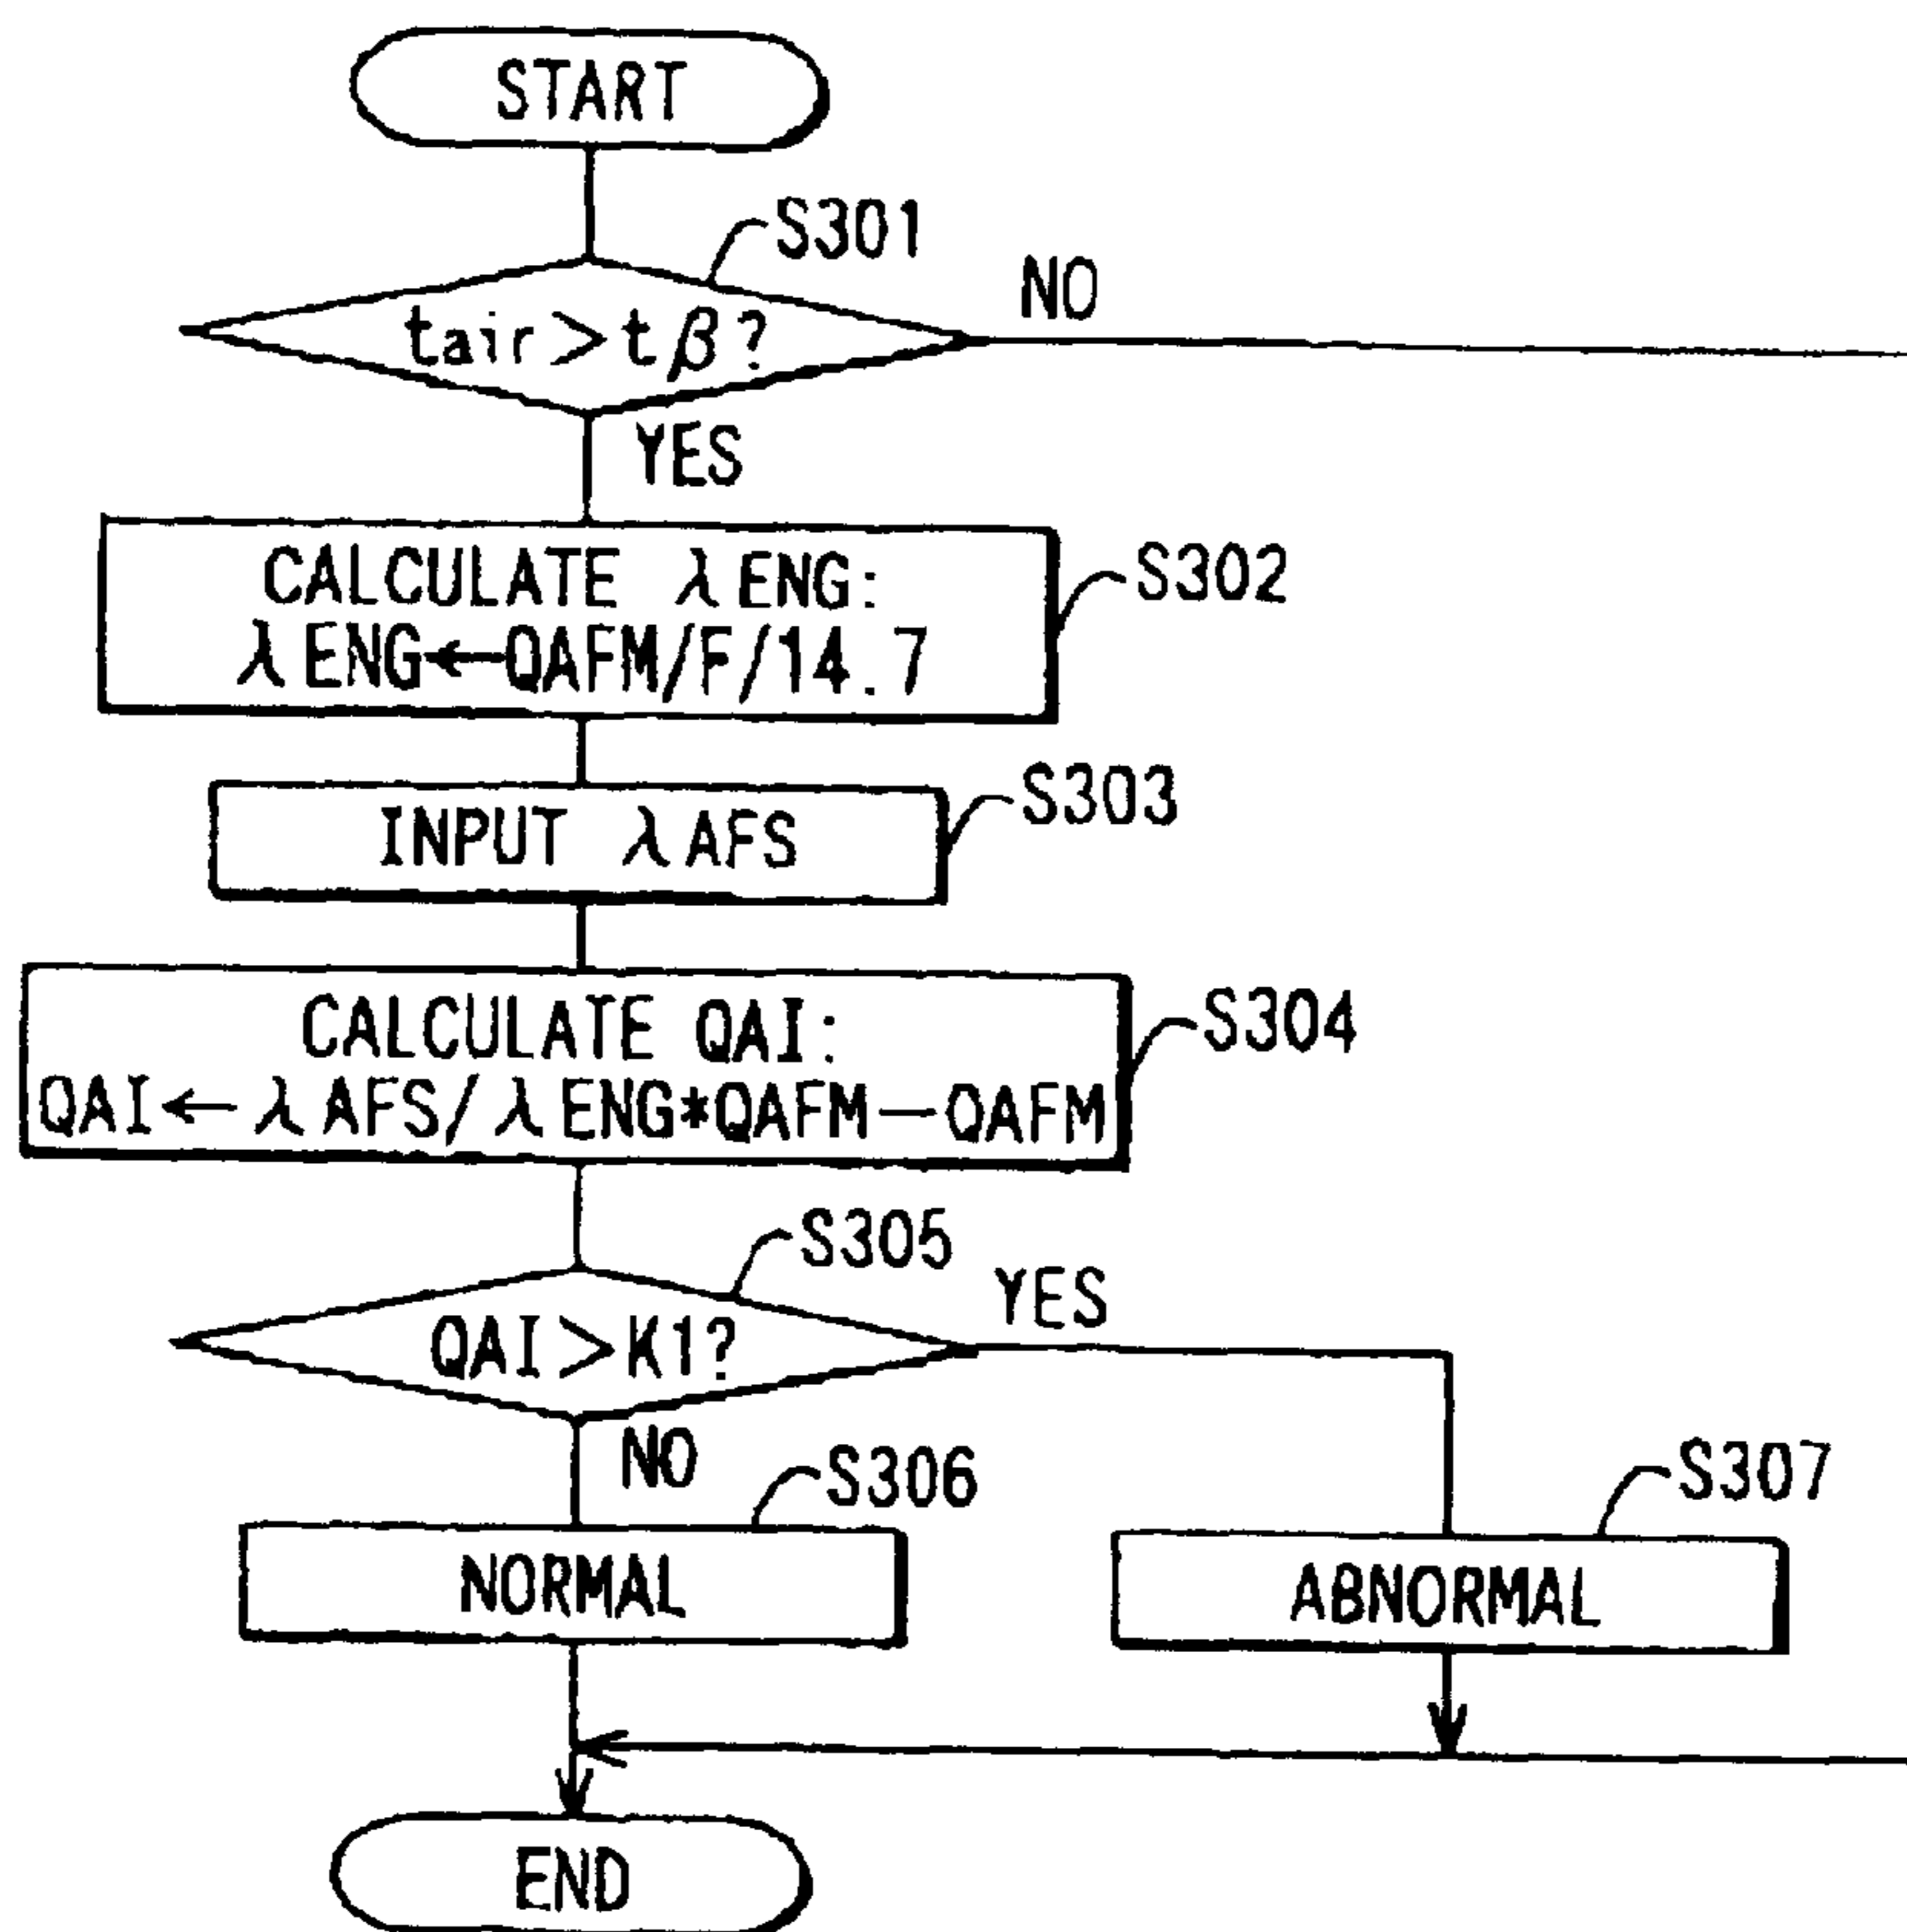 START
S301
tair>tβ?
NO
YES
CALCULATE λENG:
λENG←QAFM/F/14.7
S302
INPUT λAFS
S303
CALCULATE QAI:
QAI←λAFS/λENG*QAFM—QAFM
S304
S305
QAI>K1?
YES
NO
S306
NORMAL
S307
ABNORMAL
END